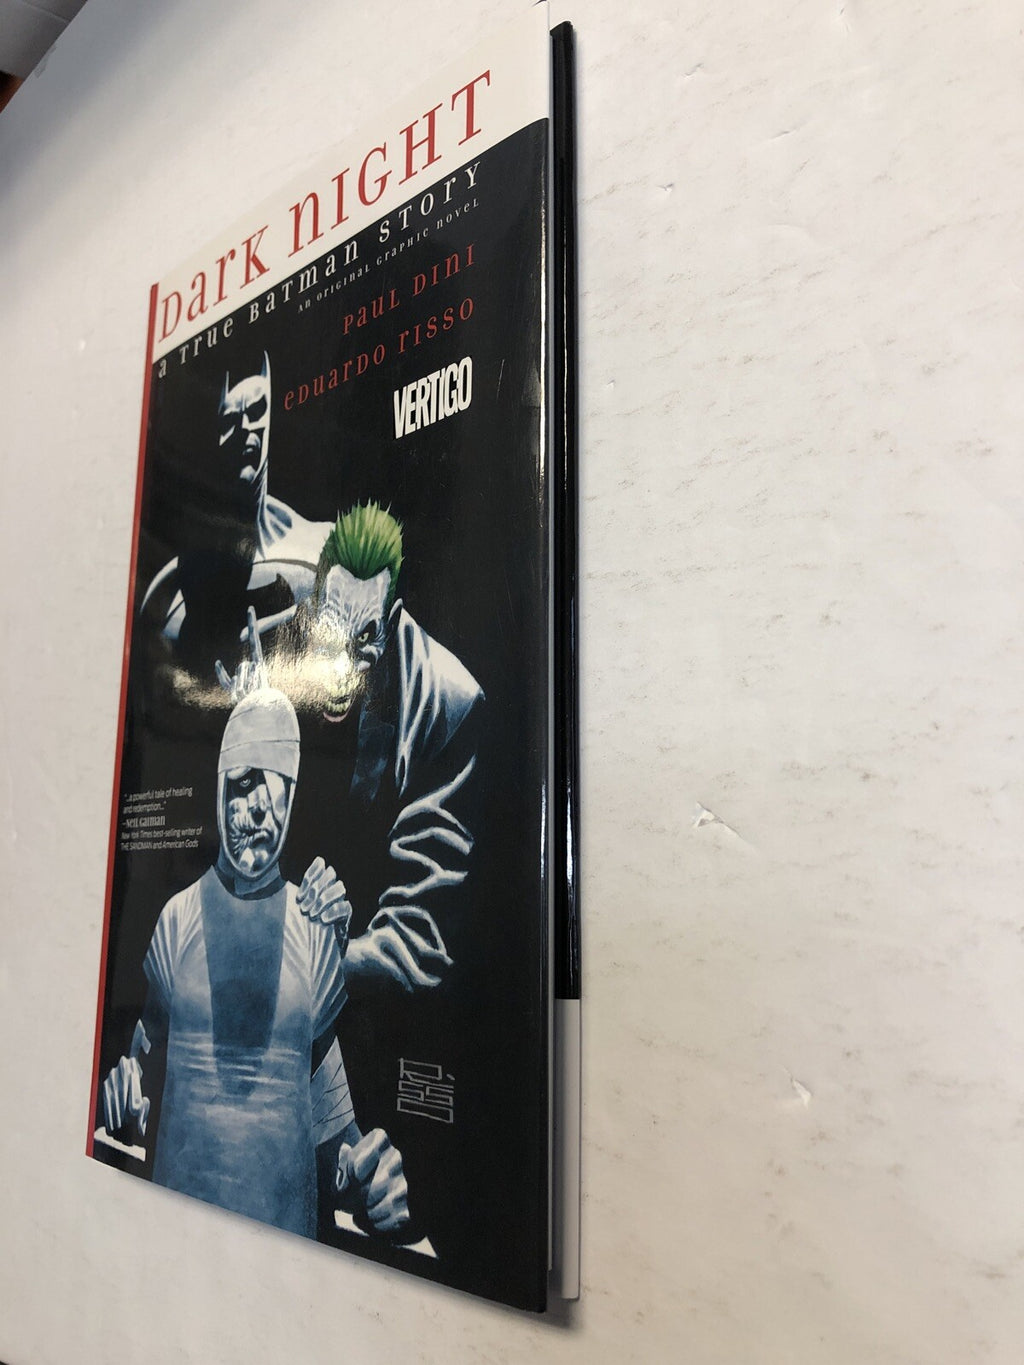 Dark Night
a True Batman Story
an original graphic novel
Paul Dini
Eduardo Risso
VERTIGO
"...a powerful tale of healing
and redemption..."
—Neil Gaiman
New York Times best-selling writer of
THE SANDMAN and American Gods